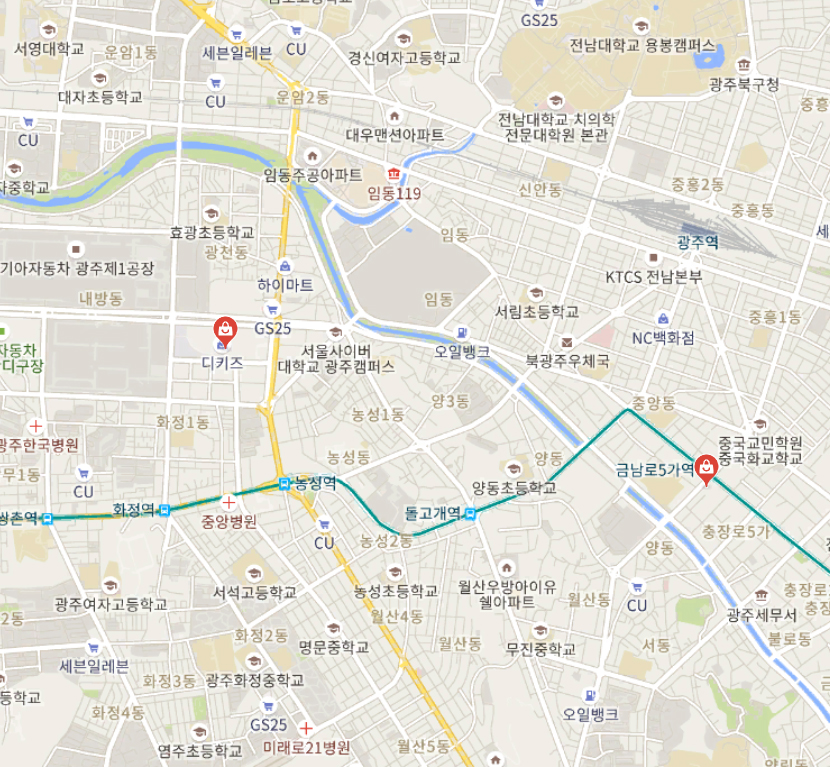 GS25
서영대학교
운암1동
세븐일레븐
CU
경신여자고등학교
전남대학교 용봉캠퍼스
광주북구청
대자초등학교
CU
운암2동
중흥
CU
대우맨션아파트
전남대학교 치의학
전문대학원 본관
암동주공아파트
임동119
신안동
중흥2동
중흥동
자중학교
효광초등학교
광천동
임동
광주역
세
기아자동차 광주제1공장
하이마트
KTCS 전남본부
내방동
임동
서림초등학교
중흥1동
GS25
NC백화점
자동차
디구장
디키즈
서울사이버
대학교 광주캠퍼스
오일뱅크
북광주우체국
화정1동
농성1동
양3동
중앙동
광주한국병원
중국교민학원
중국화교학교
무1동
농성동
양동
금남로5가역
CU
농성역
양동초등학교
쌍촌역
화정역
중앙병원
돌고개역
충장로5가
CU
농성2동
양동
광주여자고등학교
서석고등학교
농성초등학교
월산우방아이유
쉘아파트
월산동
CU
충장로
충장
광주세무서
2동
월산4동
화정2동
명문중학교
월산동
무진중학교
서동
불로동
세븐일레븐
화정3동
광주화정중학교
등학교
화정4동
GS25
오일뱅크
염주초등학교
미래로21병원
월산5동
양림동